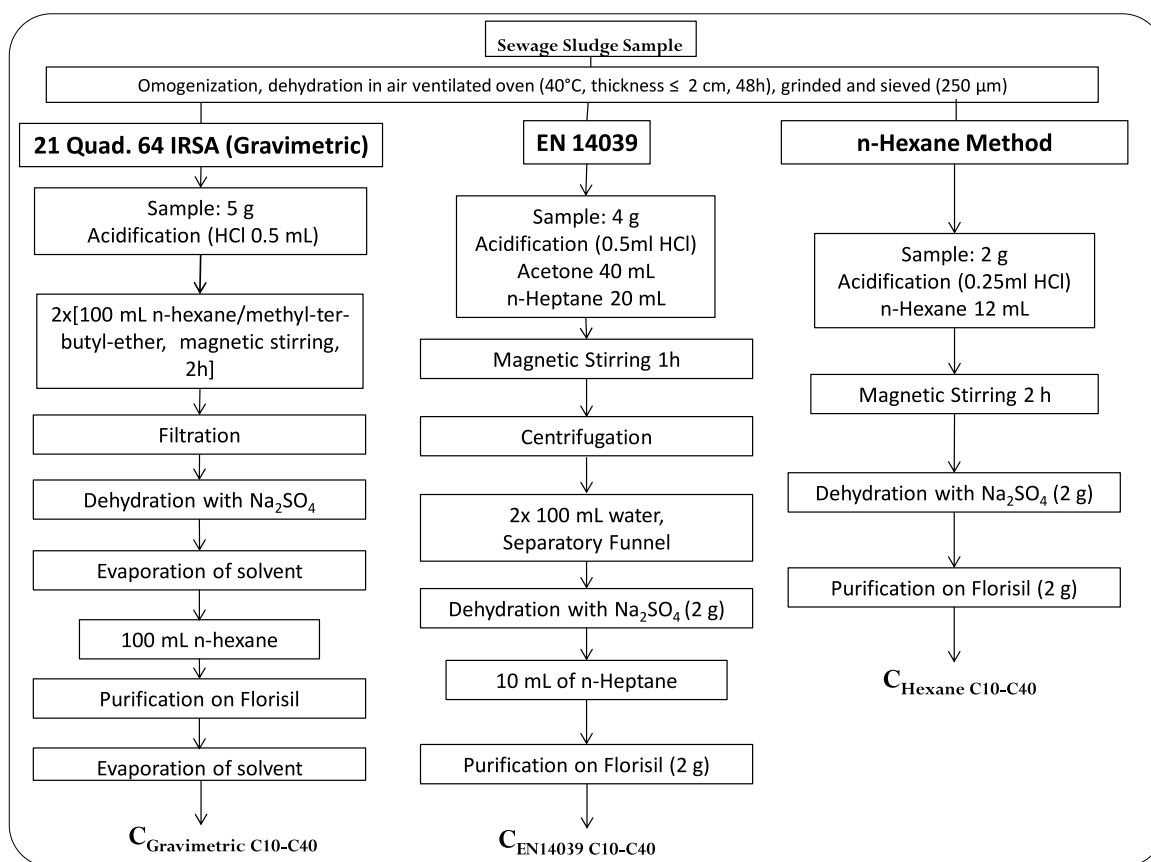 Sewage Sludge Sample
Omogenization, dehydration in air ventilated oven (40°C, thickness ≤ 2 cm, 48h), grinded and sieved (250 µm)
21 Quad. 64 IRSA (Gravimetric)
Sample: 5 g
Acidification (HCl 0.5 mL)
2x[100 mL n-hexane/methyl-ter-
butyl-ether, magnetic stirring,
2h]
Filtration
Dehydration with Na₂SO₄
Evaporation of solvent
100 mL n-hexane
Purification on Florisil
Evaporation of solvent
C Gravimetric C10-C40
EN 14039
Sample: 4 g
Acidification (0.5ml HCl)
Acetone 40 mL
n-Heptane 20 mL
Magnetic Stirring 1h
Centrifugation
2x 100 mL water,
Separatory Funnel
Dehydration with Na₂SO₄ (2 g)
10 mL of n-Heptane
Purification on Florisil (2 g)
C EN14039 C10-C40
n-Hexane Method
Sample: 2 g
Acidification (0.25ml HCl)
n-Hexane 12 mL
Magnetic Stirring 2 h
Dehydration with Na₂SO₄ (2 g)
Purification on Florisil (2 g)
C Hexane C10-C40